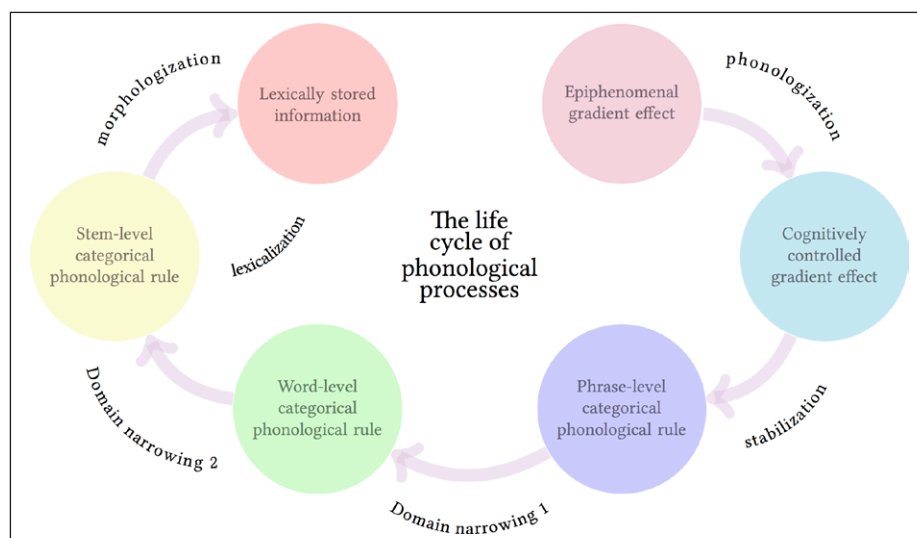 morphologization
Lexically stored
information
Epiphenomenal
gradient effect
phonologization
Stem-level
categorical
phonological rule
lexicalization
The life
cycle of
phonological
processes
Cognitively
controlled
gradient effect
Domain narrowing 2
Word-level
categorical
phonological rule
Phrase-level
categorical
phonological rule
stabilization
Domain narrowing 1